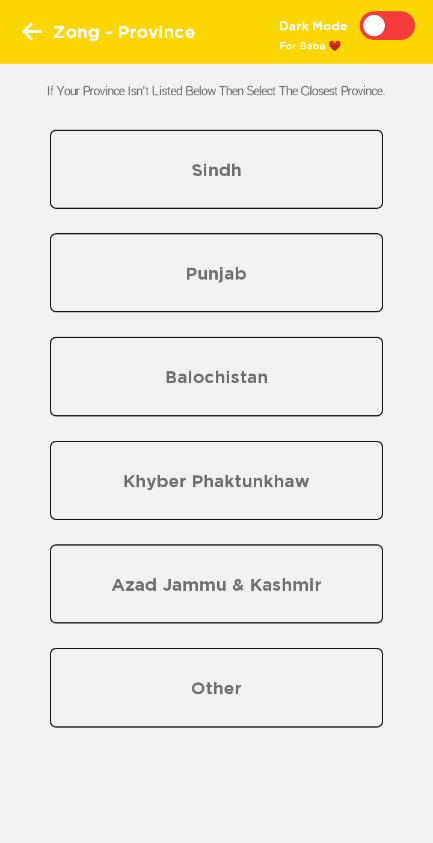 Zong - Province
Dark Mode
For Baba ❤️
If Your Province Isn't Listed Below Then Select The Closest Province.
Sindh
Punjab
Balochistan
Khyber Phaktunkhaw
Azad Jammu & Kashmir
Other